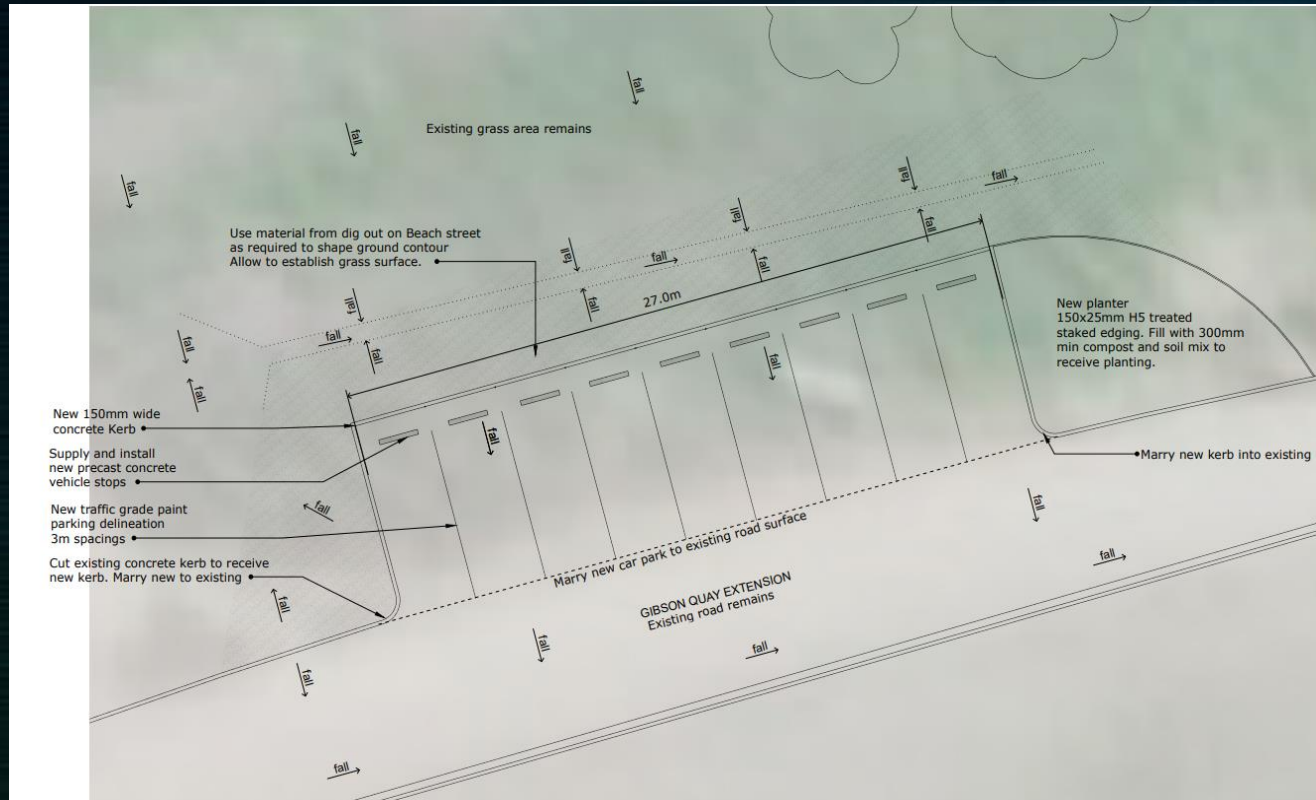 fall
fall
Existing grass area remains
fall
fall
fall
Use material from dig out on Beach street
as required to shape ground contour
Allow to establish grass surface.
fall
fall
fall
fall
fall
fall
27.0m
fall
fall
fall
fall
New planter
150x25mm H5 treated
staked edging. Fill with 300mm
min compost and soil mix to
receive planting.
fall
fall
fall
fall
New 150mm wide
concrete Kerb
fall
Supply and install
new precast concrete
vehicle stops
Marry new kerb into existing
New traffic grade paint
parking delineation
3m spacings
fall
fall
Marry new car park to existing road surface
Cut existing concrete kerb to receive
new kerb. Marry new to existing
fall
fall
GIBSON QUAY EXTENSION
Existing road remains
fall
fall
fall
fall